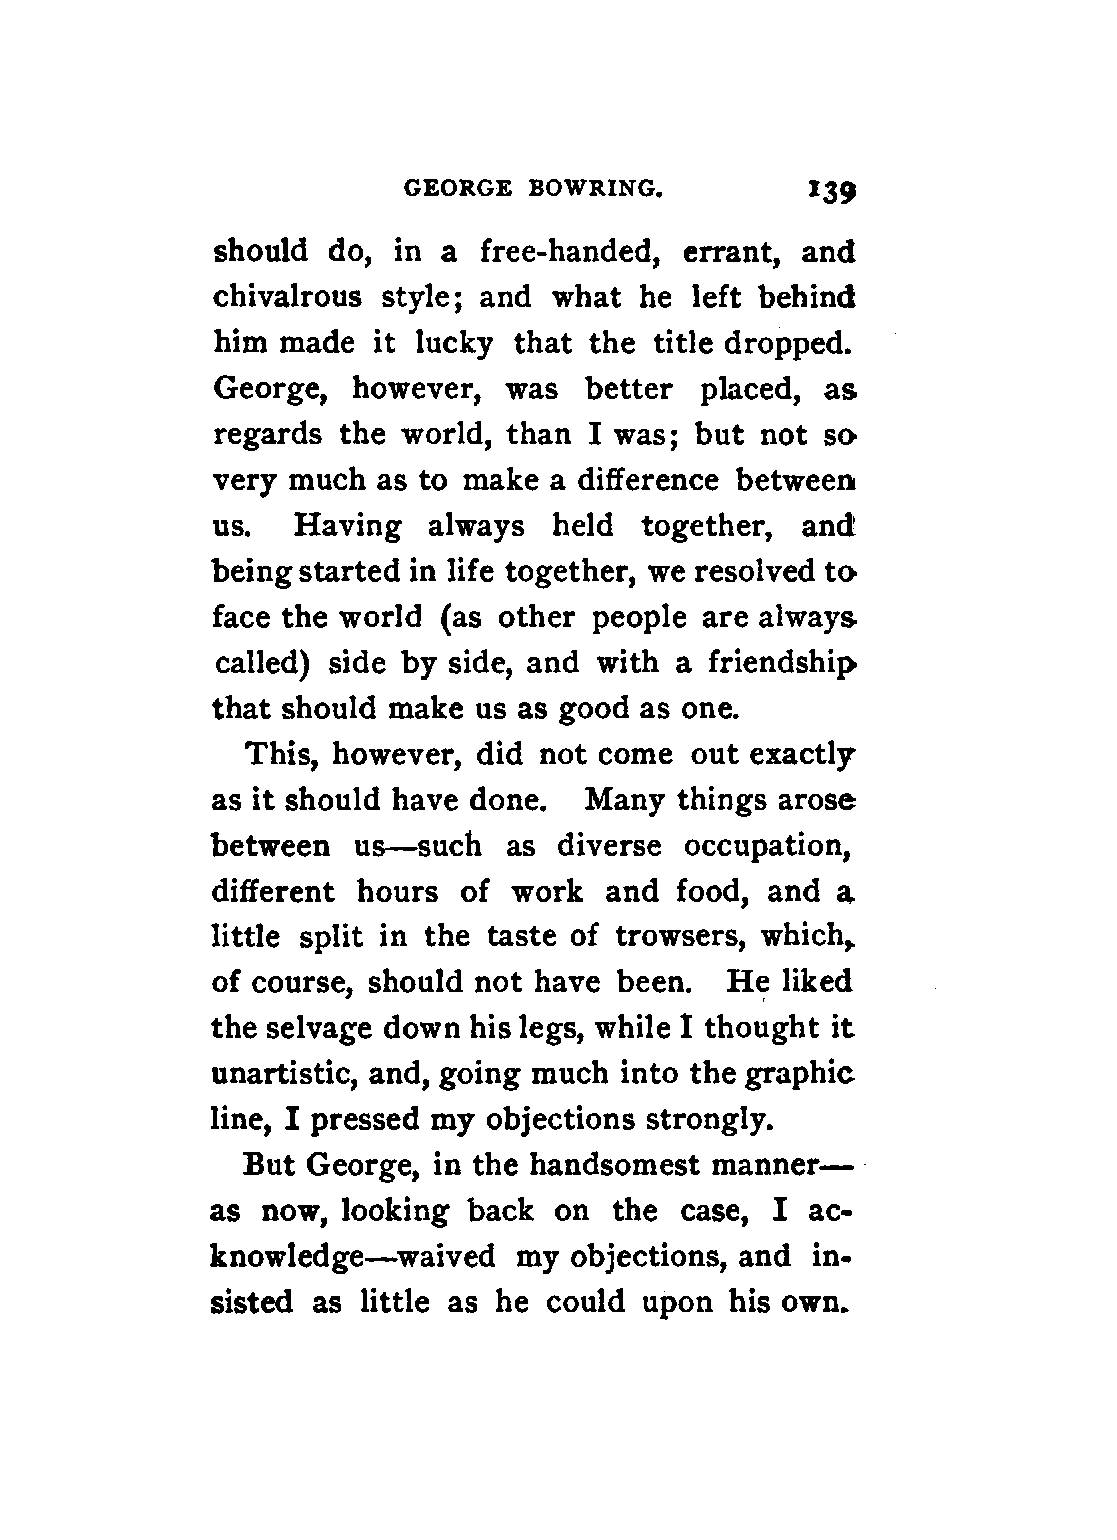 GEORGE BOWRING. 139
should do, in a free-handed, errant, and
chivalrous style; and what he left behind
him made it lucky that the title dropped.
George, however, was better placed, as
regards the world, than I was; but not so
very much as to make a difference between
us. Having always held together, and
being started in life together, we resolved to
face the world (as other people are always
called) side by side, and with a friendship
that should make us as good as one.
This, however, did not come out exactly
as it should have done. Many things arose
between us—such as diverse occupation,
different hours of work and food, and a
little split in the taste of trowsers, which,
of course, should not have been. He liked
the selvage down his legs, while I thought it
unartistic, and, going much into the graphic
line, I pressed my objections strongly.
But George, in the handsomest manner—
as now, looking back on the case, I ac-
knowledge—waived my objections, and in-
sisted as little as he could upon his own.